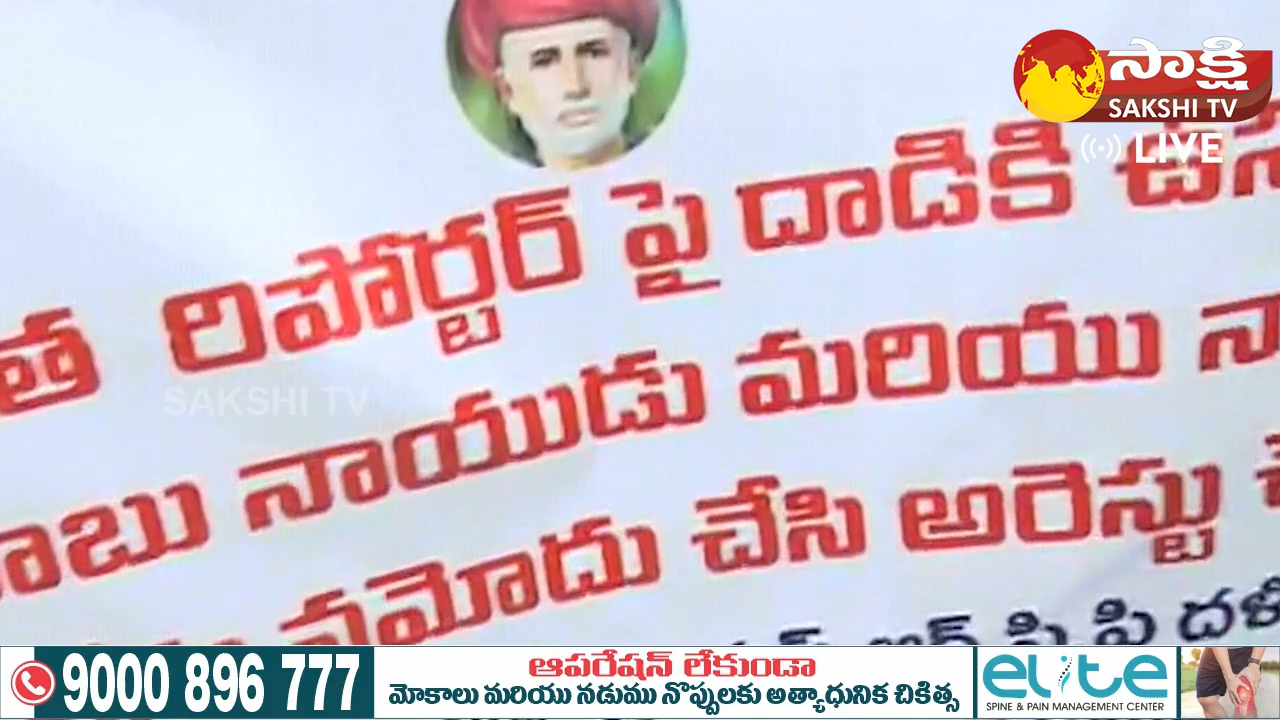 సాక్షి
SAKSHI TV
LIVE
త రిపోర్టర్ పై దాడికి
SAKSHI TV
బాబు నాయుడు మరియు
నమోదు చేసి అరెస్టు
9000 896 777
ఆపరేషన్ లేకుండా
మోకాలు మరియు నడుము నొప్పులకు అత్యాధునిక చికిత్స
elite
SPINE & PAIN MANAGEMENT CENTER